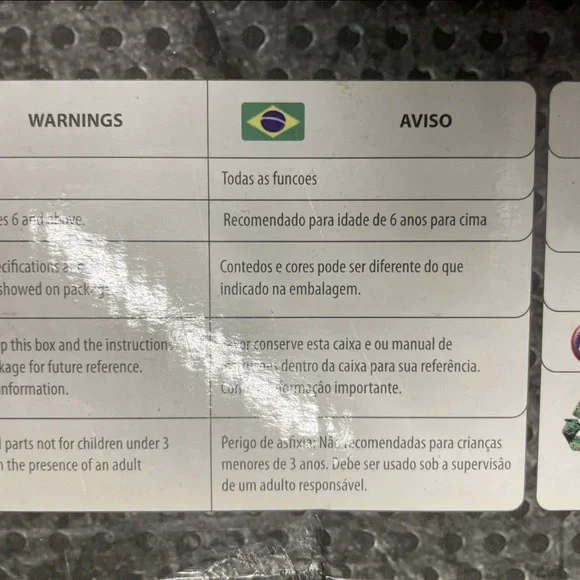 WARNINGS
AVISO
Todas as funcoes
es 6 and above.
Recomendado para idade de 6 anos para cima
ecifications
showed on
Contedos e cores pode ser diferente do que
indicado na embalagem.
p this box and the instructions
kage for future reference.
information.
conserve esta caixa e ou manual de
dentro da caixa para sua referência.
importante.
l parts not for children under 3
n the presence of an adult
Perigo de asfixia: Não recomendadas para crianças
menores de 3 anos. Debe ser usado sob a supervisão
de um adulto responsável.